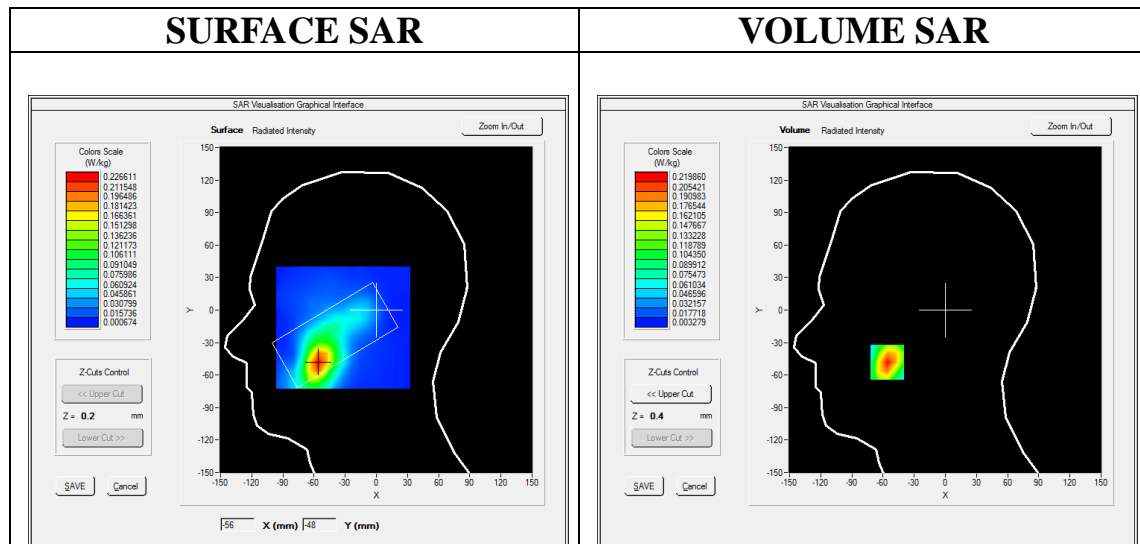 SURFACE SAR
VOLUME SAR
SAR Visualisation Graphical Interface
Surface Radiated Intensity
Zoom In/Out
Colors Scale
(W/kg)
0.226611
0.211548
0.196486
0.181423
0.166361
0.151298
0.136236
0.121173
0.106111
0.091049
0.075986
0.060924
0.045861
0.030799
0.015736
0.000674
Z-Cuts Control
<< Upper Cut
Z = 0.2 mm
Lower Cut >>
SAVE Cancel
150
120
90
60
30
0
-30
-60
-90
-120
-150
Y
-150 -120 -90 -60 -30 0 30 60 90 120 150
X
-56 X (mm) -48 Y (mm)
SAR Visualisation Graphical Interface
Volume Radiated Intensity
Zoom In/Out
Colors Scale
(W/kg)
0.219860
0.205421
0.190983
0.176544
0.162105
0.147667
0.133228
0.118789
0.104350
0.089912
0.075473
0.061034
0.046596
0.032157
0.017718
0.003279
Z-Cuts Control
<< Upper Cut
Z = 0.4 mm
Lower Cut >>
SAVE Cancel
150
120
90
60
30
0
-30
-60
-90
-120
-150
Y
-150 -120 -90 -60 -30 0 30 60 90 120 150
X